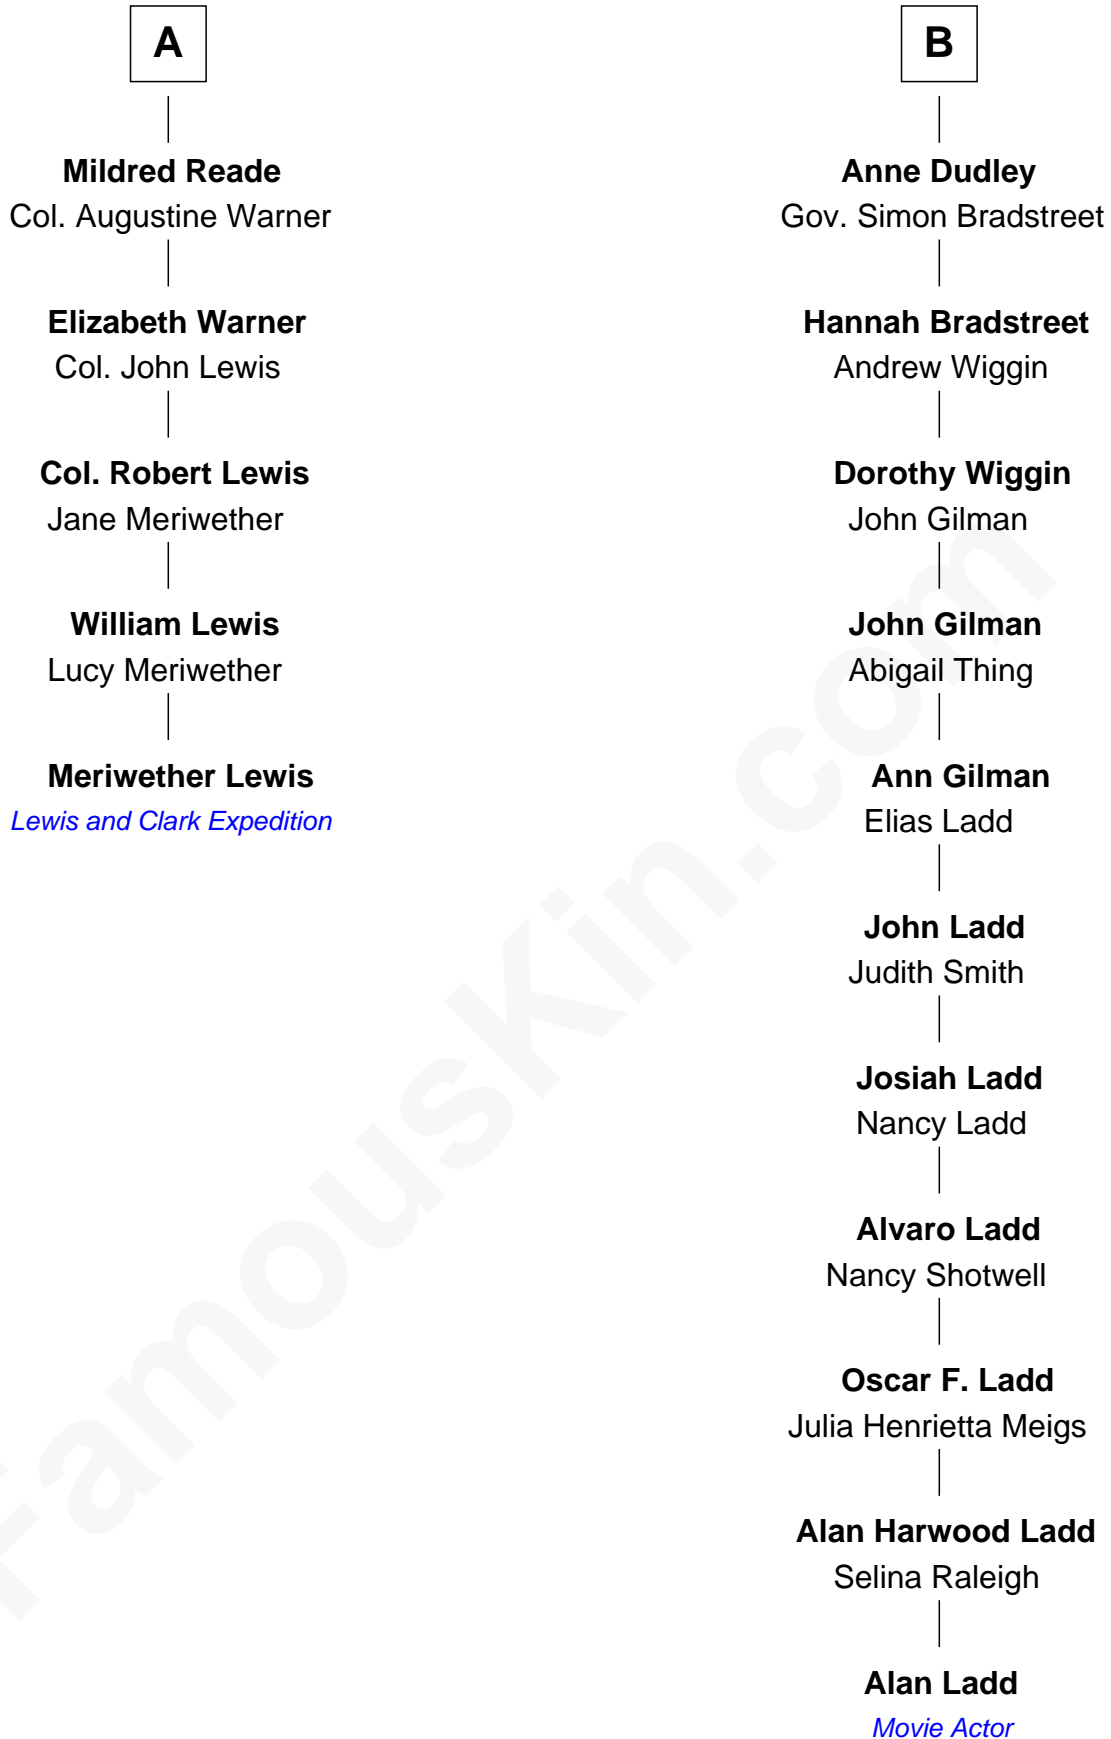 A
Mildred Reade
Col. Augustine Warner
Elizabeth Warner
Col. John Lewis
Col. Robert Lewis
Jane Meriwether
William Lewis
Lucy Meriwether
Meriwether Lewis
Lewis and Clark Expedition
B
Anne Dudley
Gov. Simon Bradstreet
Hannah Bradstreet
Andrew Wiggin
Dorothy Wiggin
John Gilman
John Gilman
Abigail Thing
Ann Gilman
Elias Ladd
John Ladd
Judith Smith
Josiah Ladd
Nancy Ladd
Alvaro Ladd
Nancy Shotwell
Oscar F. Ladd
Julia Henrietta Meigs
Alan Harwood Ladd
Selina Raleigh
Alan Ladd
Movie Actor
FamousKin.com